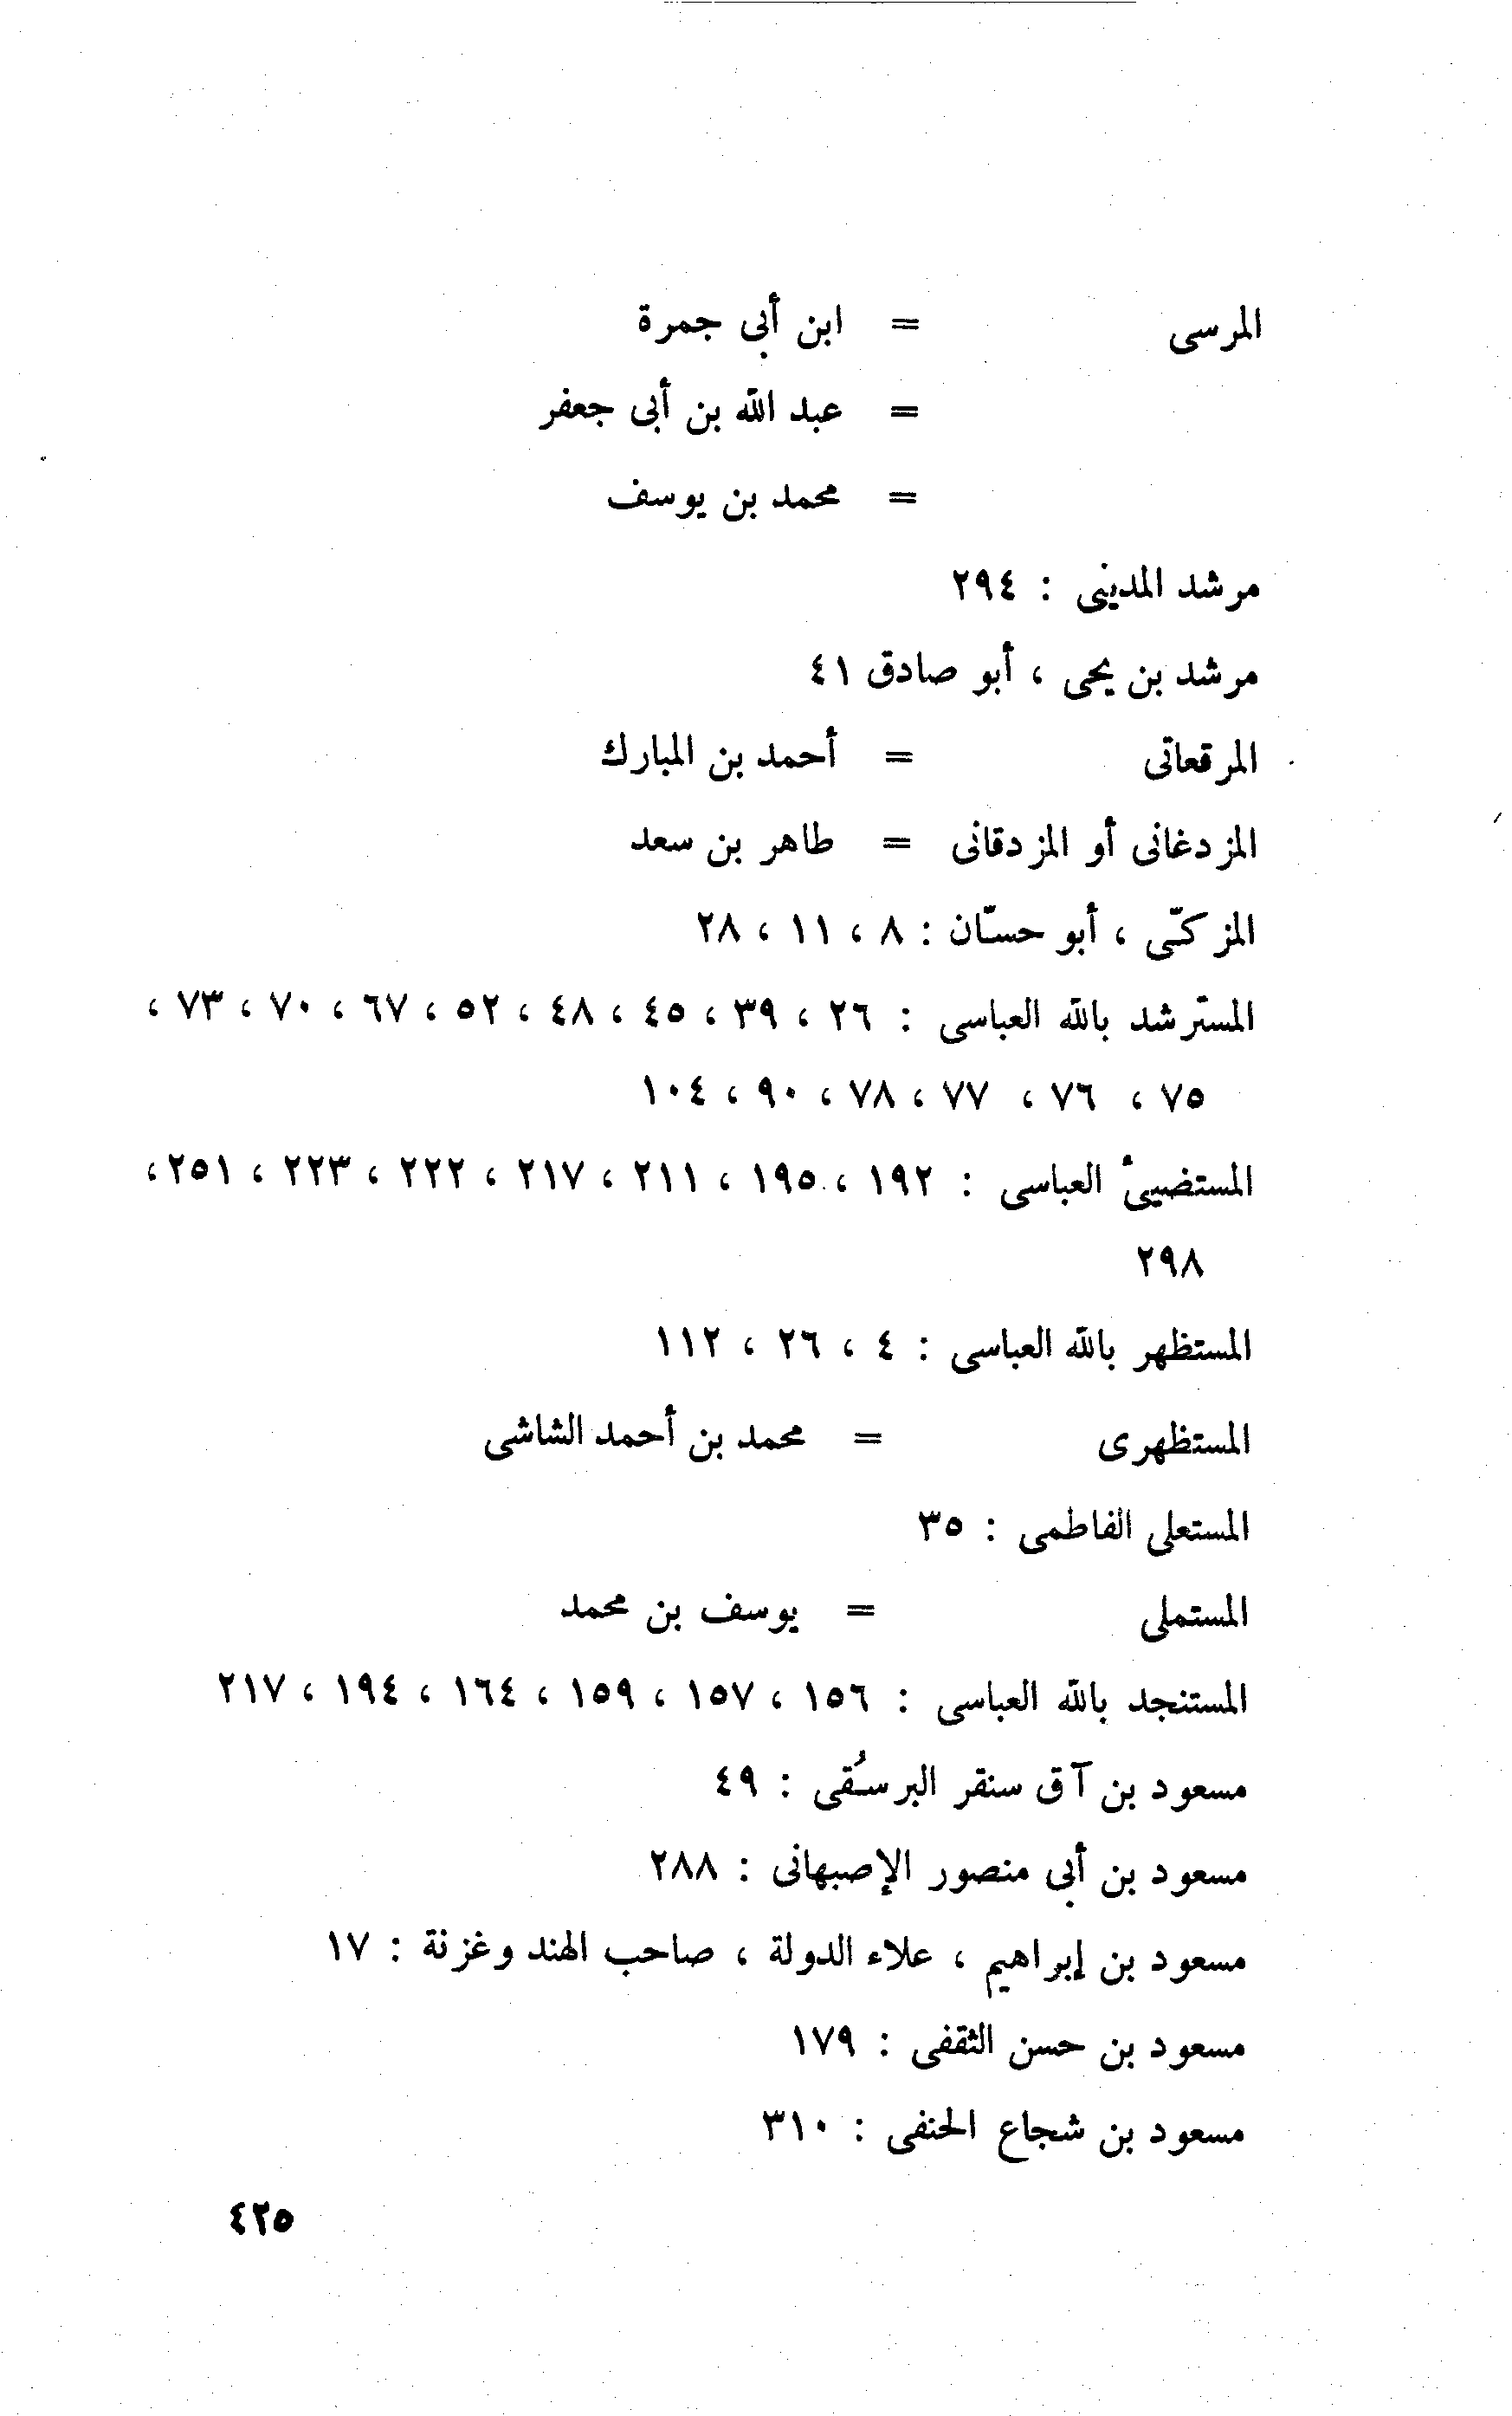 المرسى = ابن أبي جمرة
= عبد الله بن أبى جعفر
= محمد بن يوسف
مرشد المدينى : ٢٩٤
مرشد بن يحيى ، أبو صادق ٤١
المرقعاتى = أحمد بن المبارك
المزدغانى أو المزدقانى = طاهر بن سعد
المزكّى ، أبو حسّان : ٨ ، ١١ ، ٢٨
المسترشد بالله العباسى : ٢٦ ، ٣٩ ، ٤٥ ، ٤٨ ، ٥٢ ، ٦٧ ، ٧٠ ، ٧٣ ،
٧٥ ، ٧٦ ، ٧٧ ، ٧٨ ، ٩٠ ، ١٠٤
المستضيئ العباسى : ١٩٢ ، ١٩٥ ، ٢١١ ، ٢١٧ ، ٢٢٢ ، ٢٢٣ ، ٢٥١ ،
٢٩٨
المستظهر بالله العباسى : ٤ ، ٢٦ ، ١١٢
المستظهرى = محمد بن أحمد الشاشى
المستعلى الفاطمى : ٣٥
المستملى = يوسف بن محمد
المستنجد بالله العباسى : ١٥٦ ، ١٥٧ ، ١٥٩ ، ١٦٤ ، ١٩٤ ، ٢١٧
مسعود بن آق سنقر البرسُقى : ٤٩
مسعود بن أبي منصور الإصبهانى : ٢٨٨
مسعود بن إبراهيم ، علاء الدولة ، صاحب الهند وغزنة : ١٧
مسعود بن حسن الثقفى : ١٧٩
مسعود بن شجاع الحنفى : ٣١٠
٤٢٥